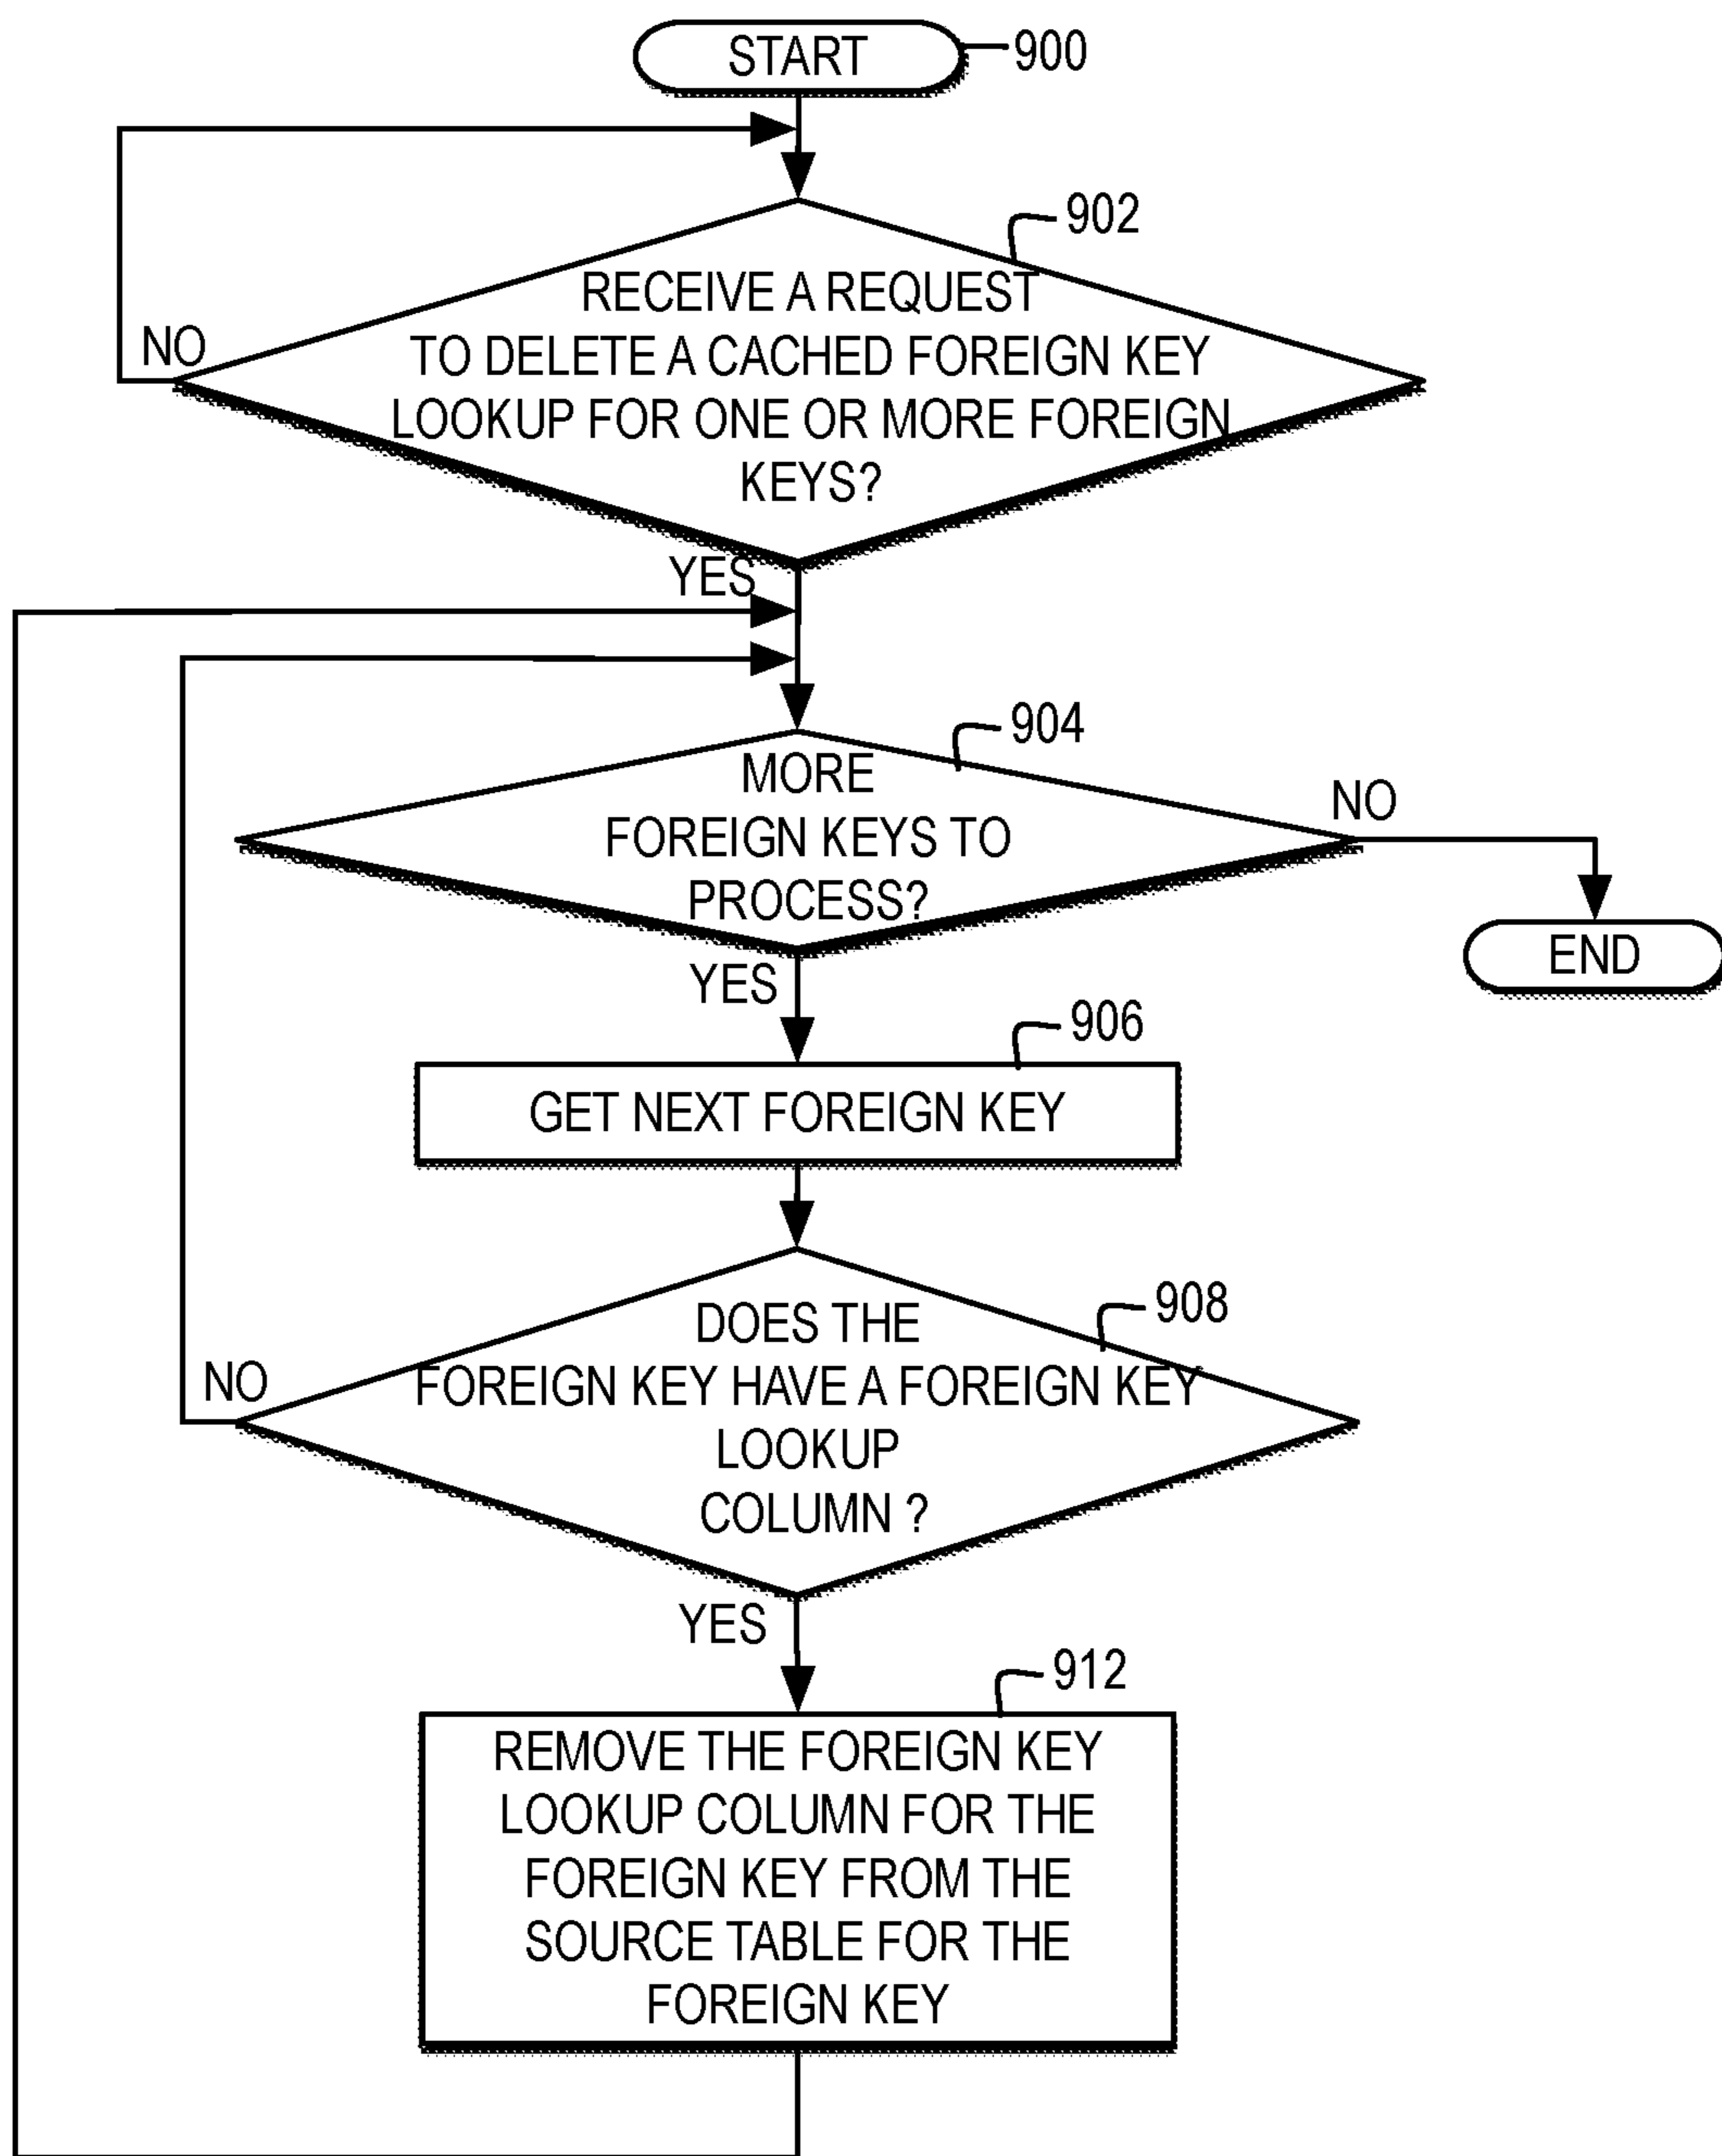 START
900
902
RECEIVE A REQUEST
TO DELETE A CACHED FOREIGN KEY
LOOKUP FOR ONE OR MORE FOREIGN
KEYS?
NO
YES
904
MORE
FOREIGN KEYS TO
PROCESS?
NO
END
YES
906
GET NEXT FOREIGN KEY
908
DOES THE
FOREIGN KEY HAVE A FOREIGN KEY
LOOKUP
COLUMN ?
NO
YES
912
REMOVE THE FOREIGN KEY
LOOKUP COLUMN FOR THE
FOREIGN KEY FROM THE
SOURCE TABLE FOR THE
FOREIGN KEY